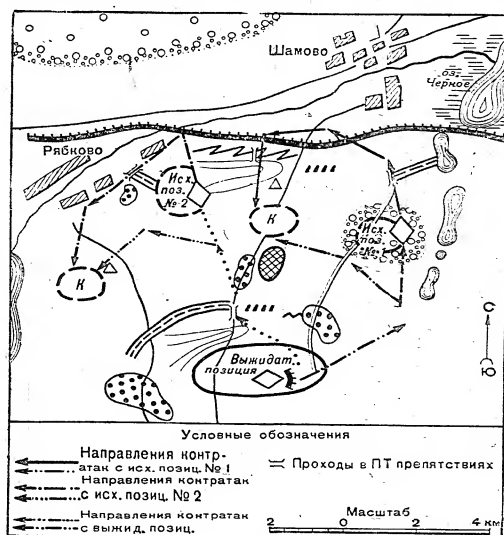 Шамово
оз.
Черное
Рябково
Исх.
поз.
№ 2
К
Исх.
поз.
№ 1
К
С
Ю
Выжидат.
позиция
Условные обозначения
Направления контр-
атак с исх. позиц. № 1
Проходы в ПТ препятствиях
Направления контратак
с исх. позиц. № 2
Направления контратак
с выжид. позиц.
Масштаб
2 0 2 4 км